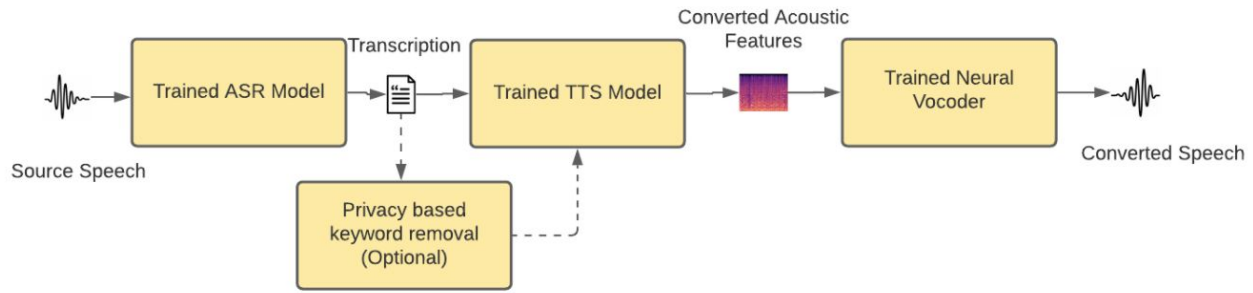 Source Speech
Trained ASR Model
Transcription
Privacy based
keyword removal
(Optional)
Trained TTS Model
Converted Acoustic
Features
Trained Neural
Vocoder
Converted Speech